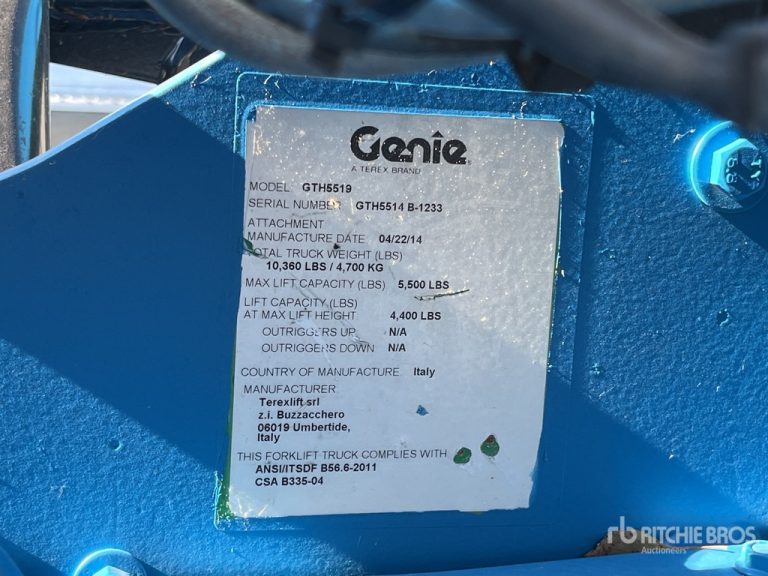 Genie
A TEREX BRAND
MODEL GTH5519
SERIAL NUMBER GTH5514 B-1233
ATTACHMENT
MANUFACTURE DATE 04/22/14
TOTAL TRUCK WEIGHT (LBS)
10,360 LBS / 4,700 KG
MAX LIFT CAPACITY (LBS) 5,500 LBS
LIFT CAPACITY (LBS)
AT MAX LIFT HEIGHT 4,400 LBS
OUTRIGGERS UP N/A
OUTRIGGERS DOWN N/A
COUNTRY OF MANUFACTURE Italy
MANUFACTURER
Terexlift srl
z.i. Buzzacchero
06019 Umbertide,
Italy
THIS FORKLIFT TRUCK COMPLIES WITH
ANSI/ITSDF B56.6-2011
CSA B335-04
rb RITCHIE BROS
Auctioneers